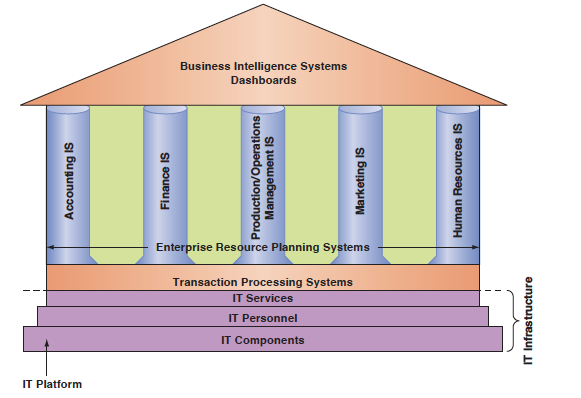 Business Intelligence Systems
Dashboards
Accounting IS
Finance IS
Production/Operations
Management IS
Marketing IS
Human Resources IS
Enterprise Resource Planning Systems
Transaction Processing Systems
IT Services
IT Personnel
IT Components
IT Infrastructure
IT Platform